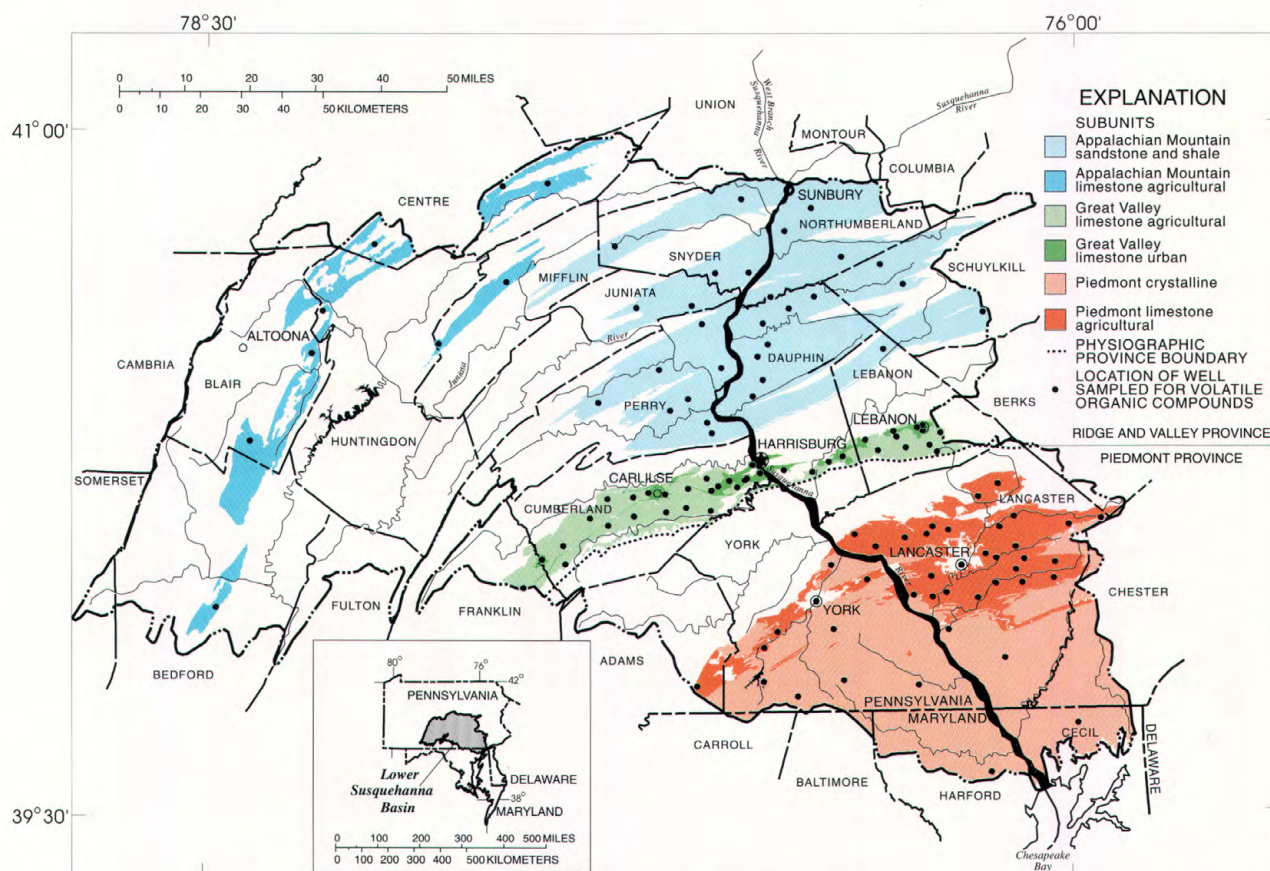 78°30'
76°00'
0 10 20 30 40 50 MILES
0 10 20 30 40 50 KILOMETERS
41°00'
39°30'
UNION
West Branch
Susquehanna
River
Susquehanna
River
MONTOUR
COLUMBIA
CENTRE
SUNBURY
NORTHUMBERLAND
SNYDER
MIFFLIN
SCHUYLKILL
JUNIATA
River
Juniata
ALTOONA
CAMBRIA
BLAIR
DAUPHIN
LEBANON
PERRY
BERKS
HUNTINGDON
LEBANON
HARRISBURG
SOMERSET
CARLILSE
Susquehanna
LANCASTER
CUMBERLAND
YORK
LANCASTER
River
CHESTER
FULTON
FRANKLIN
YORK
BEDFORD
ADAMS
PENNSYLVANIA
MARYLAND
CECIL
DELAWARE
CARROLL
BALTIMORE
HARFORD
Chesapeake
Bay
EXPLANATION
SUBUNITS
Appalachian Mountain
sandstone and shale
Appalachian Mountain
limestone agricultural
Great Valley
limestone agricultural
Great Valley
limestone urban
Piedmont crystalline
Piedmont limestone
agricultural
PHYSIOGRAPHIC
PROVINCE BOUNDARY
LOCATION OF WELL
SAMPLED FOR VOLATILE
ORGANIC COMPOUNDS
RIDGE AND VALLEY PROVINCE
PIEDMONT PROVINCE
80°
76°
42°
PENNSYLVANIA
Lower
Susquehanna
Basin
DELAWARE
38°
MARYLAND
0 100 200 300 400 500 MILES
0 100 200 300 400 500 KILOMETERS